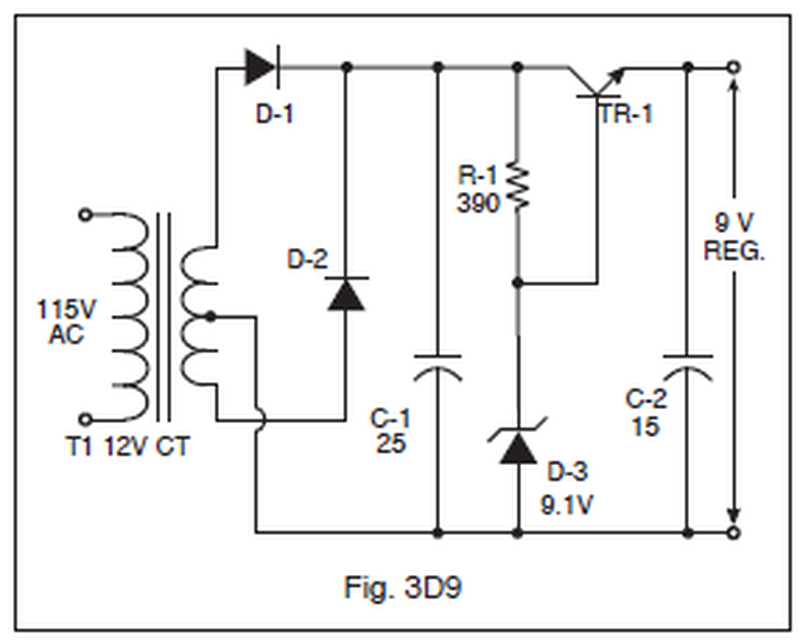 D-1
TR-1
R-1
390
9 V
REG.
D-2
115V
AC
C-1
25
C-2
15
T1 12V CT
D-3
9.1V
Fig. 3D9